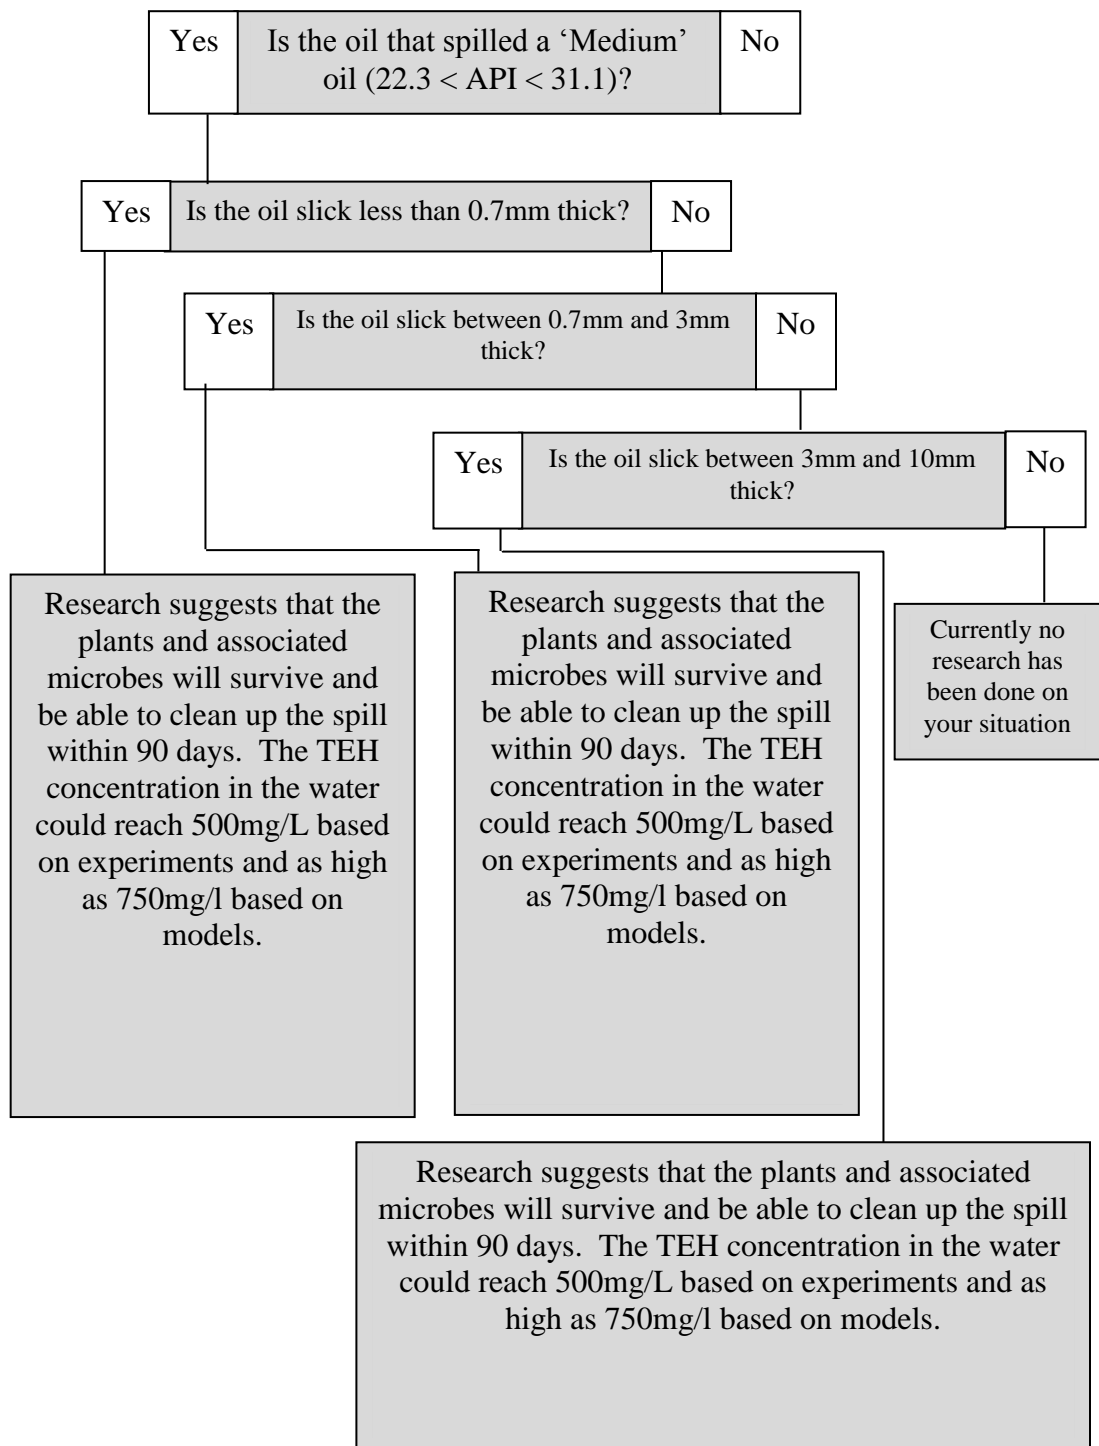 Yes
Is the oil that spilled a ‘Medium’
oil (22.3 < API < 31.1)?
No
Yes
Is the oil slick less than 0.7mm thick?
No
Yes
Is the oil slick between 0.7mm and 3mm
thick?
No
Yes
Is the oil slick between 3mm and 10mm
thick?
No
Research suggests that the
plants and associated
microbes will survive and
be able to clean up the spill
within 90 days.  The TEH
concentration in the water
could reach 500mg/L based
on experiments and as high
as 750mg/l based on
models.
Research suggests that the
plants and associated
microbes will survive and
be able to clean up the spill
within 90 days.  The TEH
concentration in the water
could reach 500mg/L based
on experiments and as high
as 750mg/l based on
models.
Currently no
research has
been done on
your situation
Research suggests that the plants and associated
microbes will survive and be able to clean up the spill
within 90 days.  The TEH concentration in the water
could reach 500mg/L based on experiments and as
high as 750mg/l based on models.